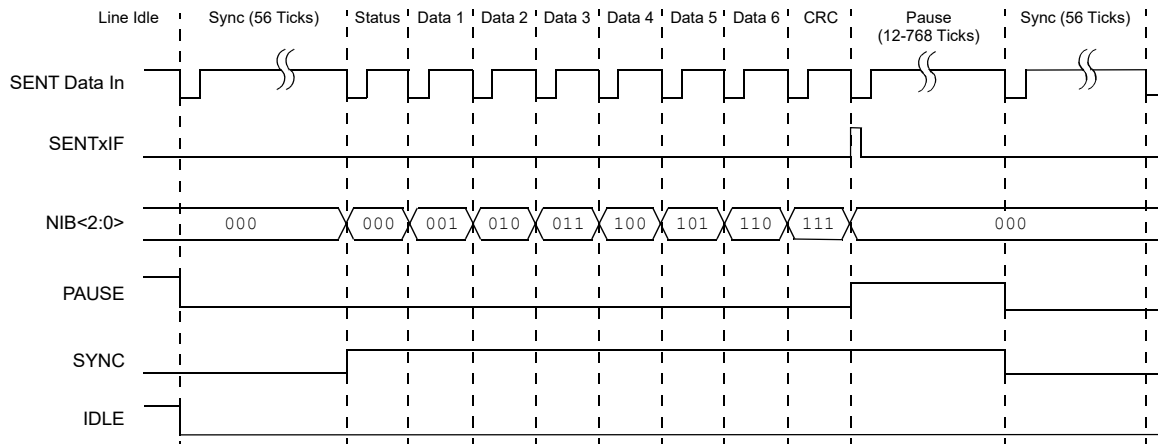 Line Idle Sync (56 Ticks) Status Data 1 Data 2 Data 3 Data 4 Data 5 Data 6 CRC Pause Sync (56 Ticks)
(12-768 Ticks)
SENT Data In
SENTxIF
NIB<2:0> 000 000 001 010 011 100 101 110 111 000
PAUSE
SYNC
IDLE